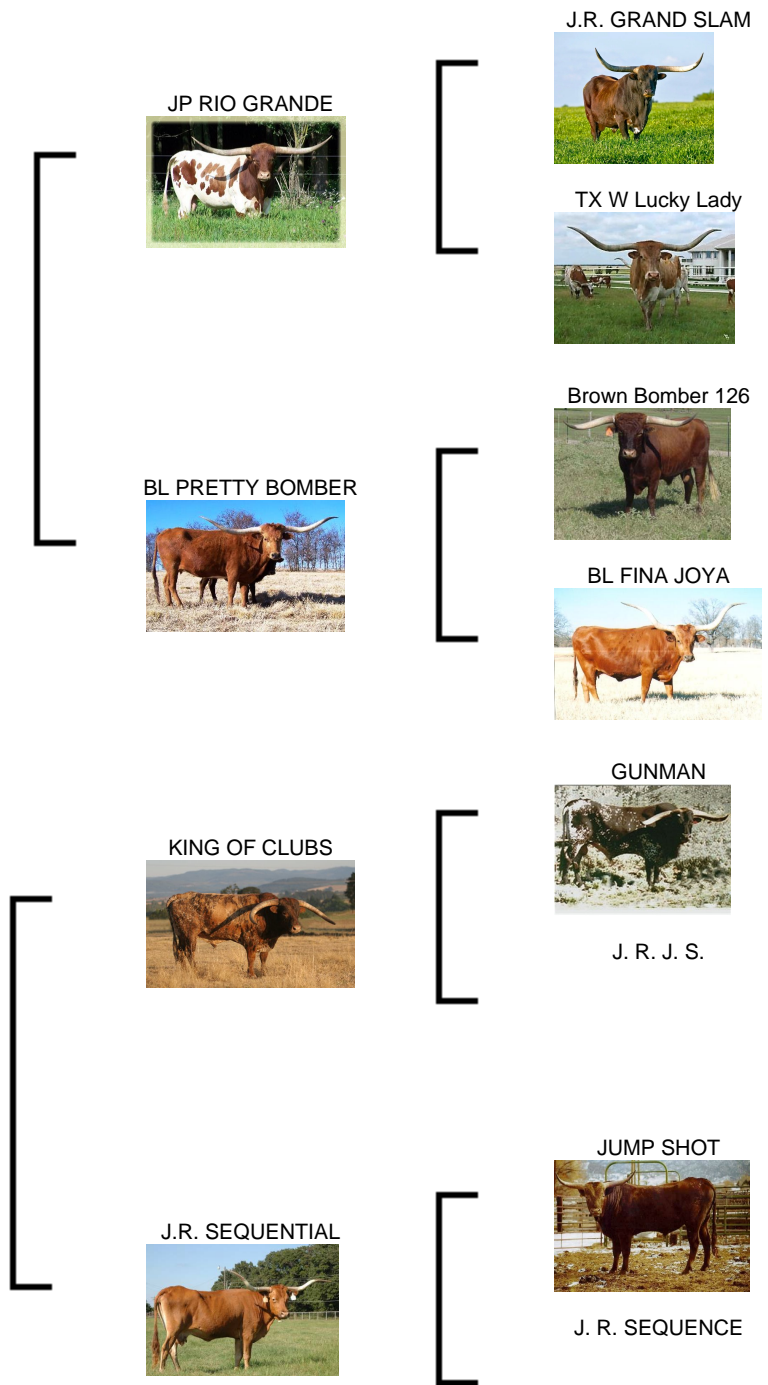 J.R. GRAND SLAM
JP RIO GRANDE
TX W Lucky Lady
Brown Bomber 126
BL PRETTY BOMBER
BL FINA JOYA
GUNMAN
KING OF CLUBS
J. R. J. S.
JUMP SHOT
J.R. SEQUENTIAL
J. R. SEQUENCE